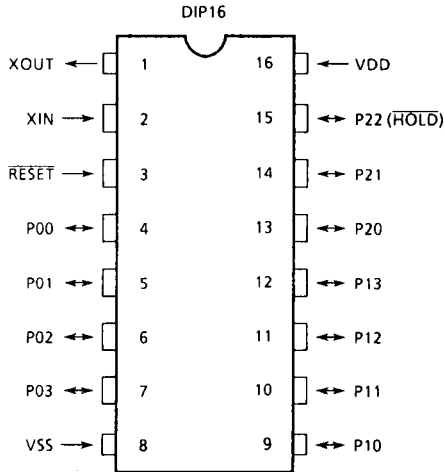 DIP16
XOUT 1 16 VDD
XIN 2 15 P22 (HOLD)
RESET 3 14 P21
P00 4 13 P20
P01 5 12 P13
P02 6 11 P12
P03 7 10 P11
VSS 8 9 P10